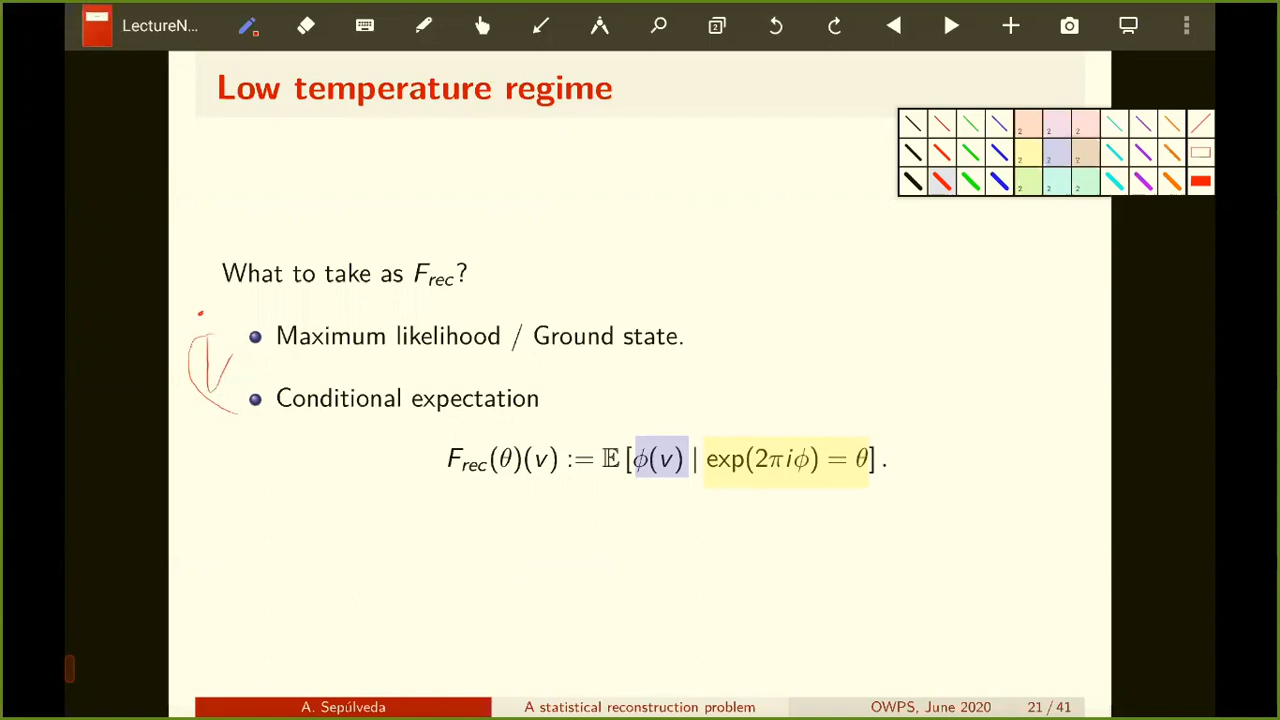 LectureN...
Low temperature regime
What to take as F_rec?
Maximum likelihood / Ground state.
Conditional expectation
F_rec(θ)(v) := 𝔼 [ϕ(v) | exp(2πiϕ) = θ] .
A. Sepúlveda
A statistical reconstruction problem
OWPS, June 2020
21 / 41